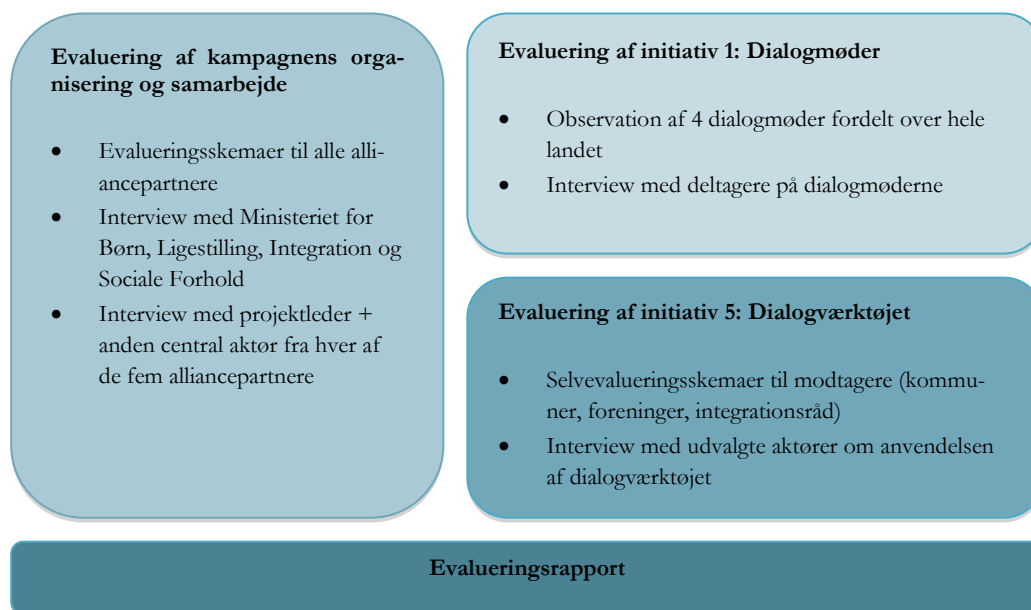 Evaluering af kampagnens orga-
nisering og samarbejde
• Evalueringsskemaer til alle alli-
ancepartnere
• Interview med Ministeriet for
Børn, Ligestilling, Integration og
Sociale Forhold
• Interview med projektleder +
anden central aktør fra hver af
de fem alliancepartnere
Evaluering af initiativ 1: Dialogmøder
• Observation af 4 dialogmøder fordelt over hele
landet
• Interview med deltagere på dialogmøderne
Evaluering af initiativ 5: Dialogværktøjet
• Selvevalueringsskemaer til modtagere (kommu-
ner, foreninger, integrationsråd)
• Interview med udvalgte aktører om anvendelsen
af dialogværktøjet
Evalueringsrapport